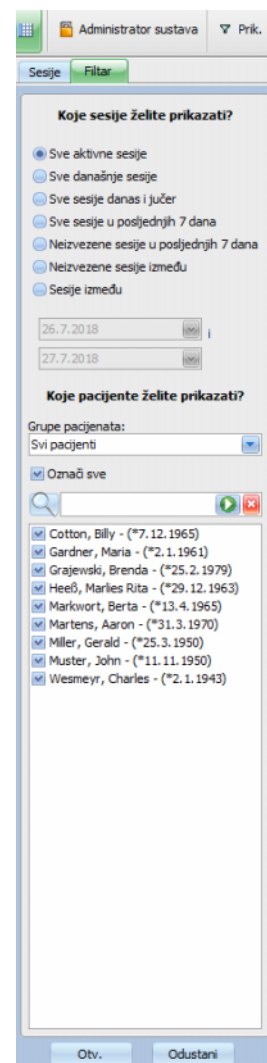 Administrator sustava
Prik.
Sesije
Filtar
Koje sesije želite prikazati?
Sve aktivne sesije
Sve današnje sesije
Sve sesije danas i jučer
Sve sesije u posljednjih 7 dana
Neizvezene sesije u posljednjih 7 dana
Neizvezene sesije između
Sesije između
26.7.2018
i
27.7.2018
Koje pacijente želite prikazati?
Grupe pacijenata:
Svi pacijenti
Označi sve
Cotton, Billy - (*7.12.1965)
Gardner, Maria - (*2.1.1961)
Grajewski, Brenda - (*25.2.1979)
Heeß, Marlies Rita - (*29.12.1963)
Markwort, Berta - (*13.4.1965)
Martens, Aaron - (*31.3.1970)
Miller, Gerald - (*25.3.1950)
Muster, John - (*11.11.1950)
Wesmeyr, Charles - (*2.1.1943)
Otv.
Odustani